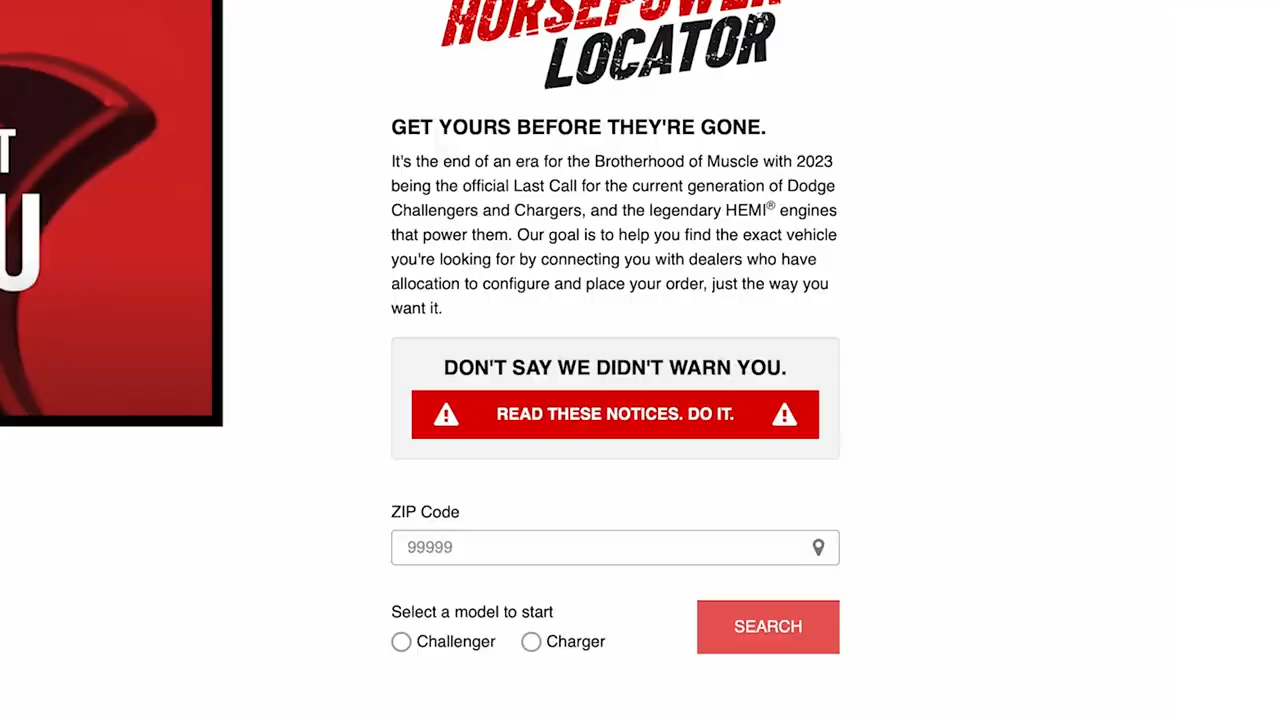 HORSEPOWER
LOCATOR
GET YOURS BEFORE THEY'RE GONE.
It's the end of an era for the Brotherhood of Muscle with 2023
being the official Last Call for the current generation of Dodge
Challengers and Chargers, and the legendary HEMI® engines
that power them. Our goal is to help you find the exact vehicle
you're looking for by connecting you with dealers who have
allocation to configure and place your order, just the way you
want it.
DON'T SAY WE DIDN'T WARN YOU.
READ THESE NOTICES. DO IT.
ZIP Code
99999
Select a model to start
Challenger Charger
SEARCH